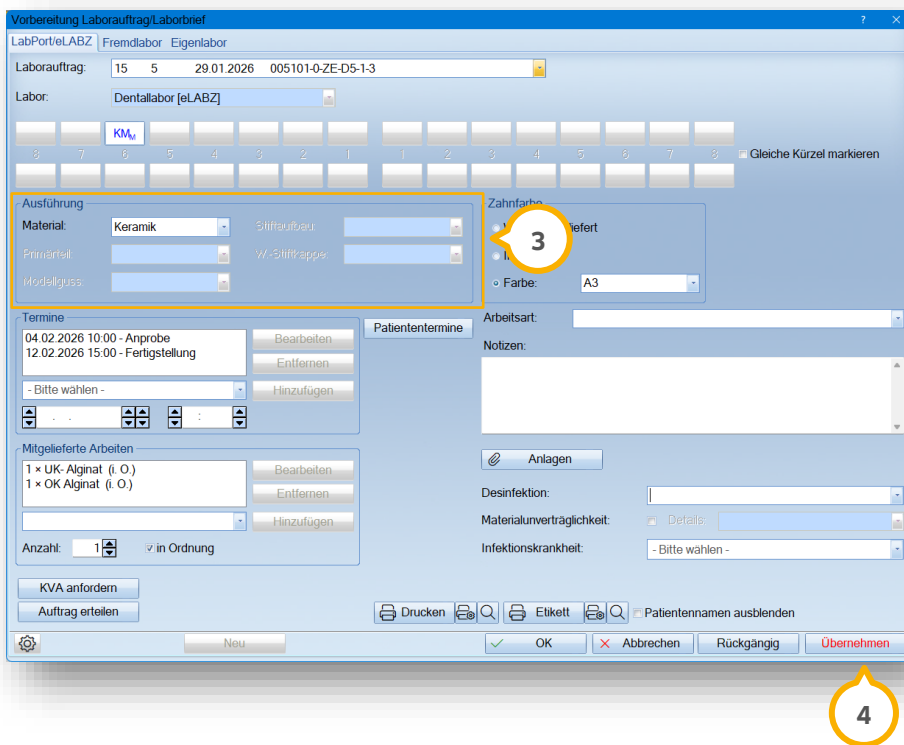 Vorbereitung Laborauftrag/Laborbrief ? ×
LabPort/eLABZ Fremdlabor Eigenlabor
Laborauftrag: 15 5 29.01.2026 005101-0-ZE-D5-1-3
Labor: Dentallabor [eLABZ]
KMM
8 7 6 5 4 3 2 1 1 2 3 4 5 6 7 8 Gleiche Kürzel markieren
Ausführung
Material: Keramik Stiftaufbau:
Primärteil: W.-Stiftkappe:
Modellguss:
Zahnfarbe
liefert
3
Farbe: A3
Termine
04.02.2026 10:00 - Anprobe
12.02.2026 15:00 - Fertigstellung
Bearbeiten
Entfernen
- Bitte wählen - Hinzufügen
. . :
Patiententermine
Arbeitsart:
Notizen:
Mitgelieferte Arbeiten
1 × UK- Alginat (i. O.)
1 × OK Alginat (i. O.)
Bearbeiten
Entfernen
Hinzufügen
Anzahl: 1 in Ordnung
Anlagen
Desinfektion:
Materialunverträglichkeit: Details:
Infektionskrankheit: - Bitte wählen -
KVA anfordern
Auftrag erteilen
Drucken Etikett Patientennamen ausblenden
Neu OK Abbrechen Rückgängig Übernehmen
4